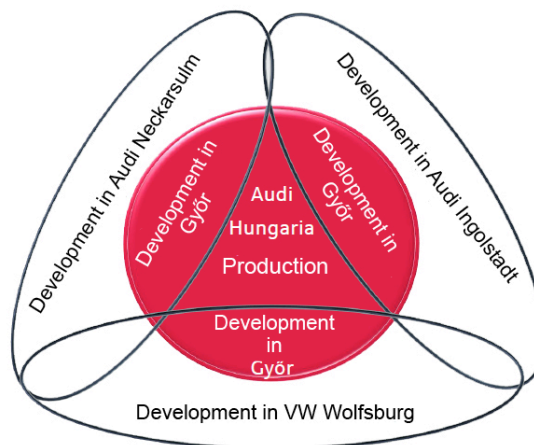 Development in Audi Neckarsulm
Development in Audi Ingolstadt
Development in
Győr
Development in
Győr
Audi
Hungaria
Production
Development
in
Győr
Development in VW Wolfsburg